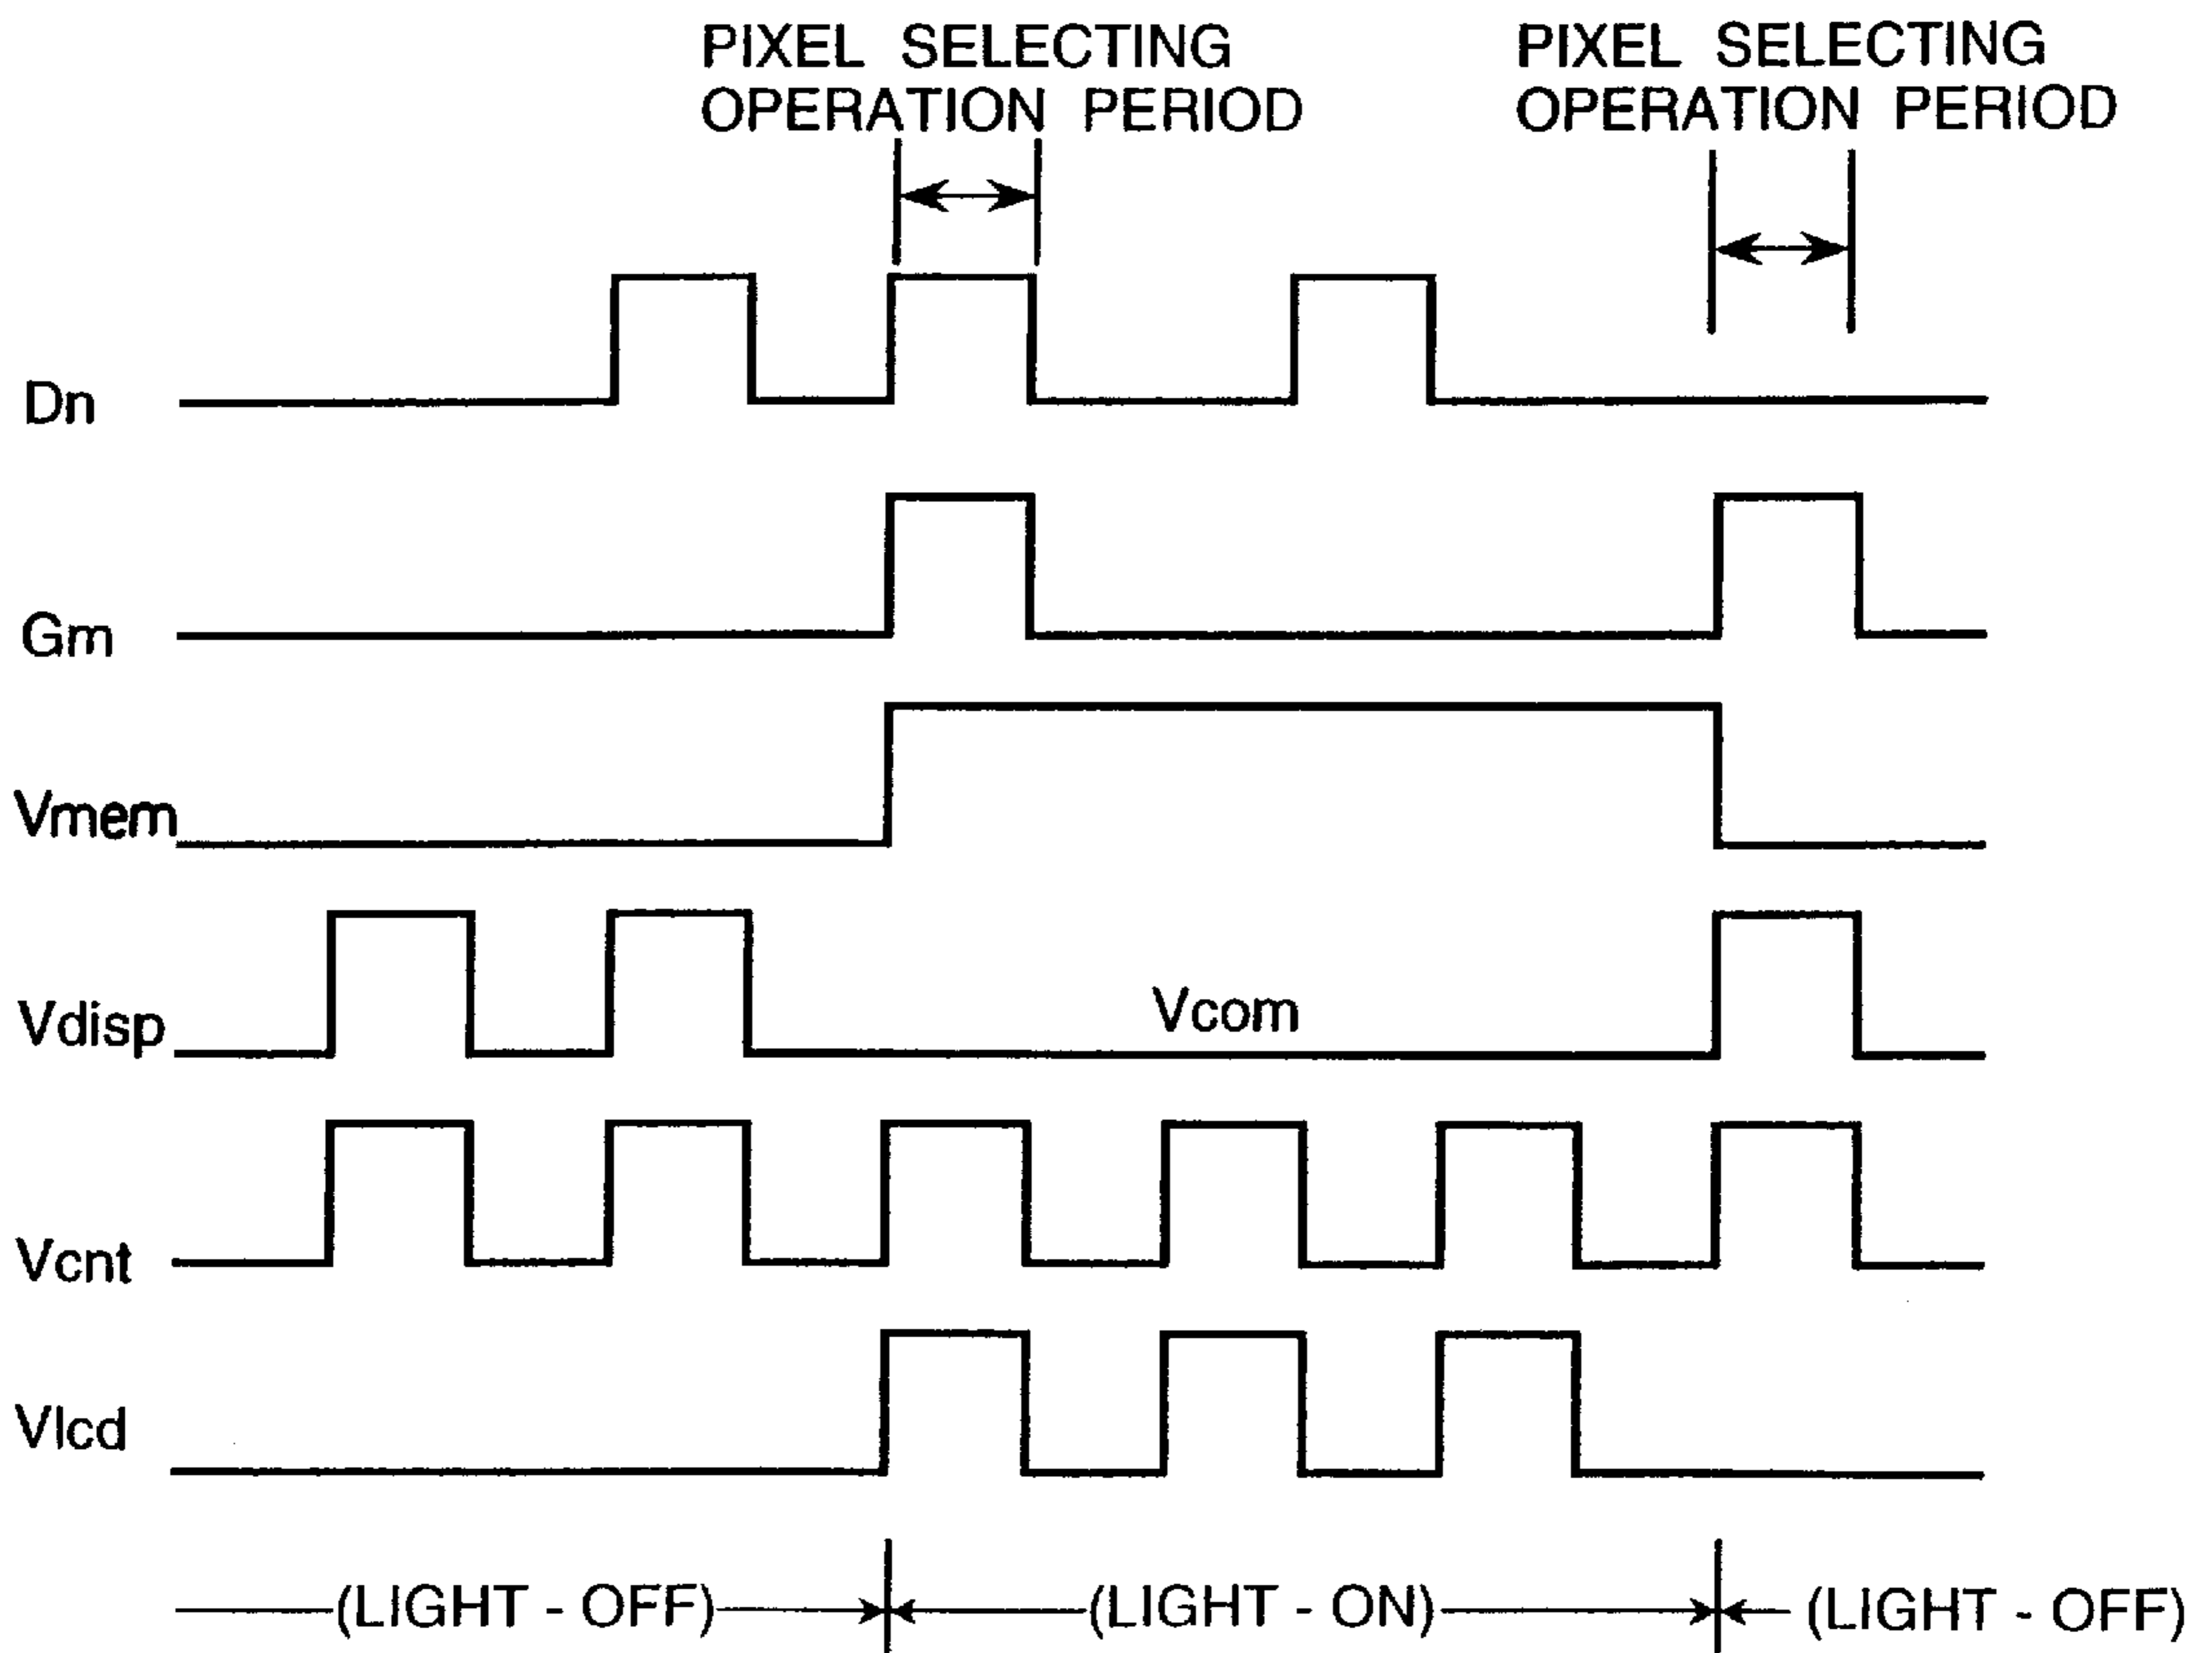 PIXEL SELECTING
OPERATION PERIOD
PIXEL SELECTING
OPERATION PERIOD
Dn
Gm
Vmem
Vdisp
Vcom
Vcnt
Vlcd
(LIGHT - OFF)
(LIGHT - ON)
(LIGHT - OFF)